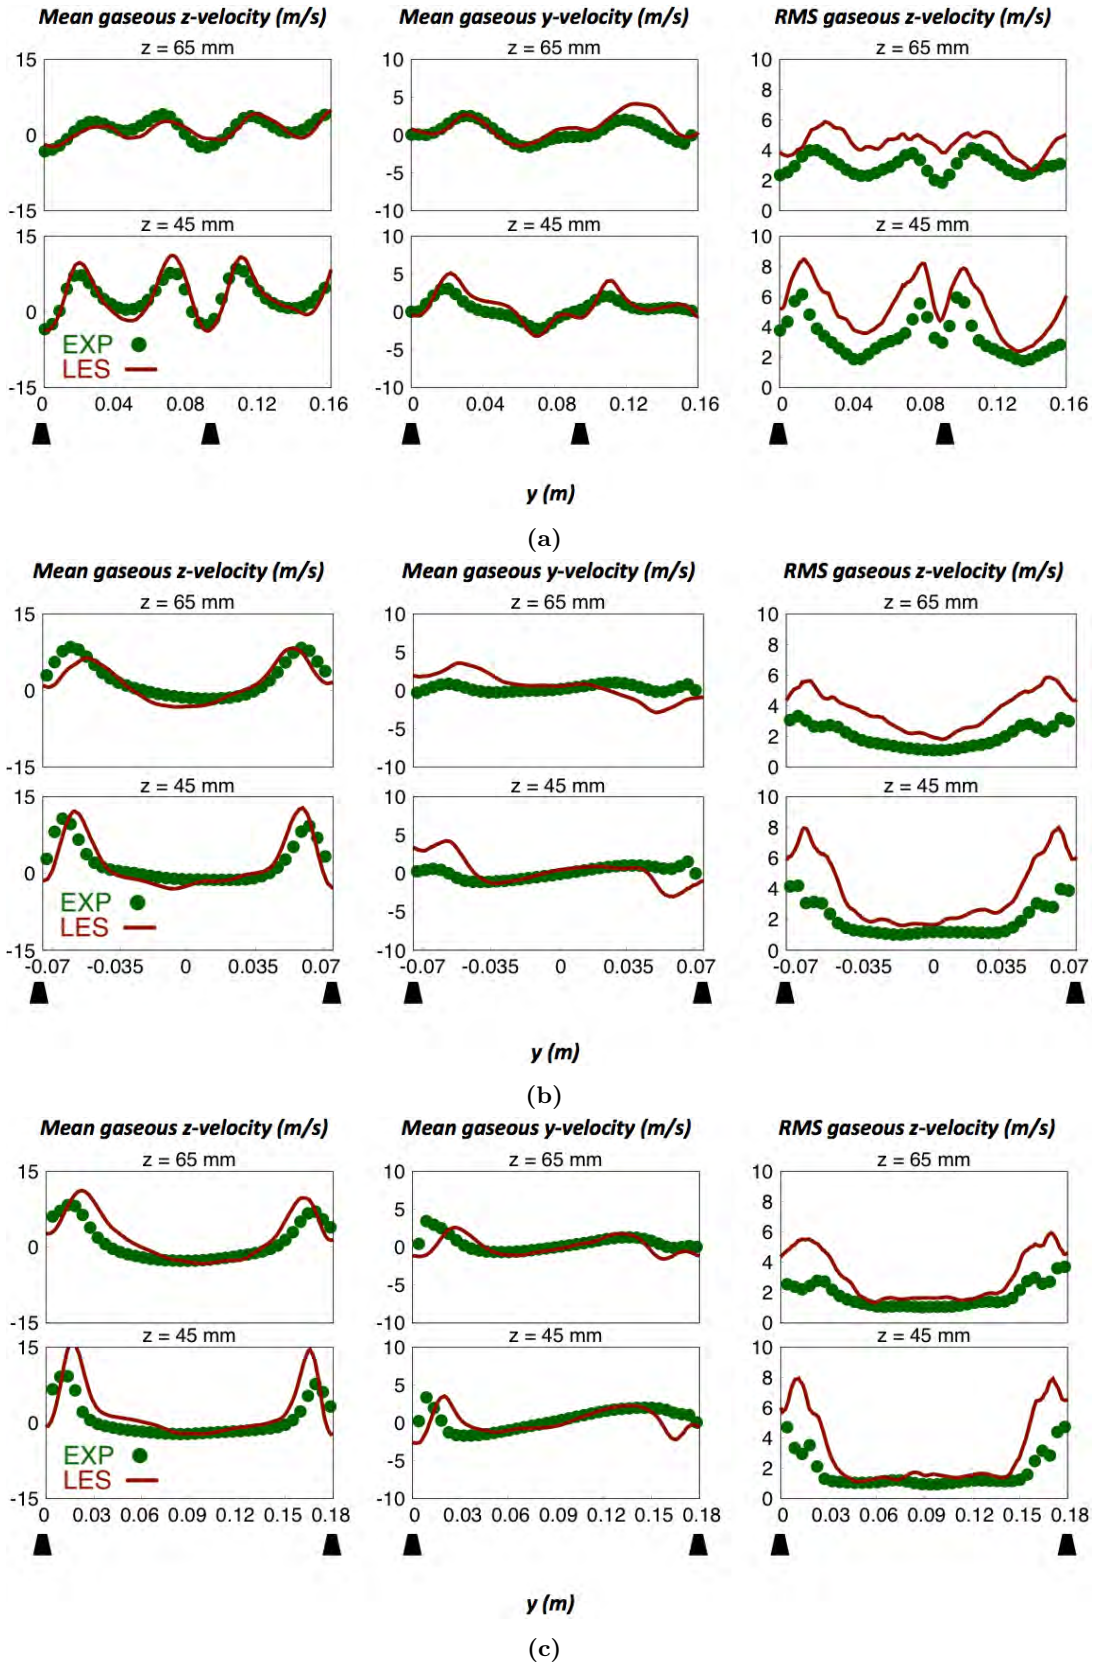 Mean gaseous z-velocity (m/s) Mean gaseous y-velocity (m/s) RMS gaseous z-velocity (m/s)
z = 65 mm z = 65 mm z = 65 mm
15 10 10
5 8
0 0 6
4
-5 2
-15 -10 0
z = 45 mm z = 45 mm z = 45 mm
15 10 10
5 8
0 0 6
EXP 4
LES -5 2
-15 -10 0
0 0.04 0.08 0.12 0.16 0 0.04 0.08 0.12 0.16 0 0.04 0.08 0.12 0.16
y (m)
(a)
Mean gaseous z-velocity (m/s) Mean gaseous y-velocity (m/s) RMS gaseous z-velocity (m/s)
z = 65 mm z = 65 mm z = 65 mm
15 10 10
5 8
0 0 6
4
-5 2
-15 -10 0
z = 45 mm z = 45 mm z = 45 mm
15 10 10
5 8
0 0 6
EXP 4
LES -5 2
-15 -10 0
-0.07 -0.035 0 0.035 0.07 -0.07 -0.035 0 0.035 0.07 -0.07 -0.035 0 0.035 0.07
y (m)
(b)
Mean gaseous z-velocity (m/s) Mean gaseous y-velocity (m/s) RMS gaseous z-velocity (m/s)
z = 65 mm z = 65 mm z = 65 mm
15 10 10
5 8
0 0 6
4
-5 2
-15 -10 0
z = 45 mm z = 45 mm z = 45 mm
15 10 10
5 8
0 0 6
EXP 4
LES -5 2
-15 -10 0
0 0.03 0.06 0.09 0.12 0.15 0.18 0 0.03 0.06 0.09 0.12 0.15 0.18 0 0.03 0.06 0.09 0.12 0.15 0.18
y (m)
(c)